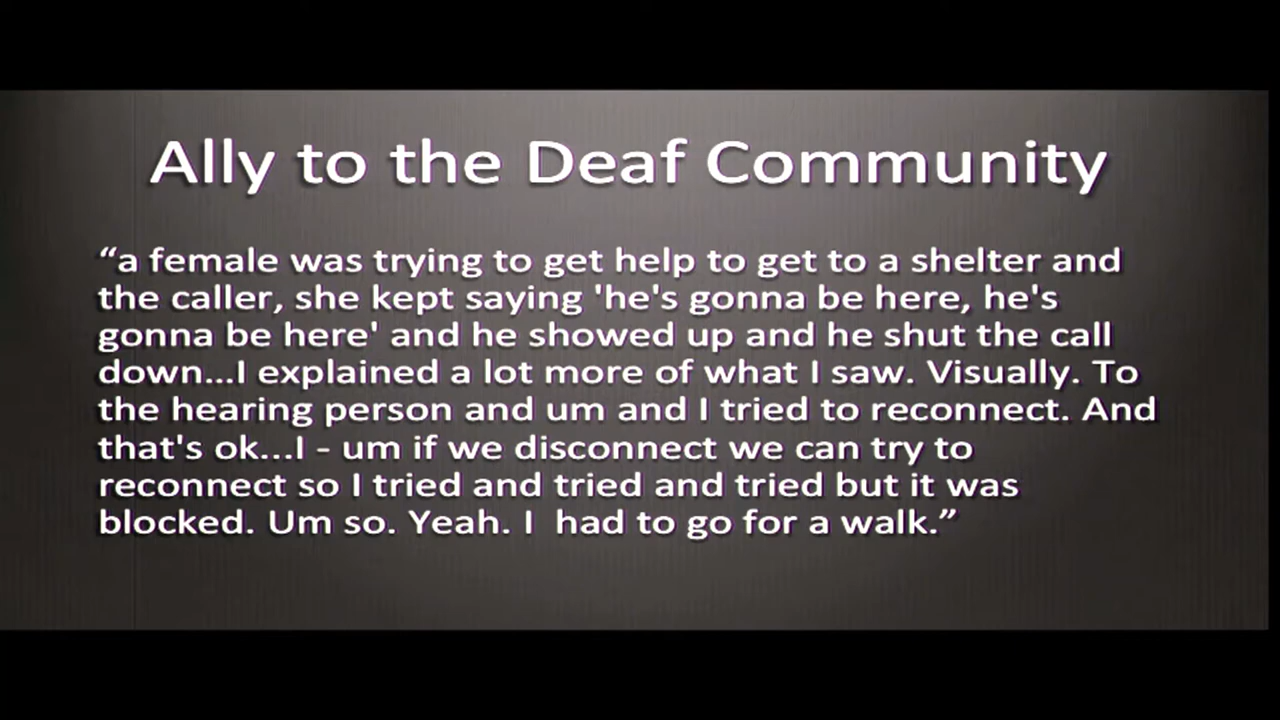 Ally to the Deaf Community
“a female was trying to get help to get to a shelter and
the caller, she kept saying 'he's gonna be here, he's
gonna be here' and he showed up and he shut the call
down...I explained a lot more of what I saw. Visually. To
the hearing person and um and I tried to reconnect. And
that's ok...I - um if we disconnect we can try to
reconnect so I tried and tried and tried but it was
blocked. Um so. Yeah. I  had to go for a walk.”